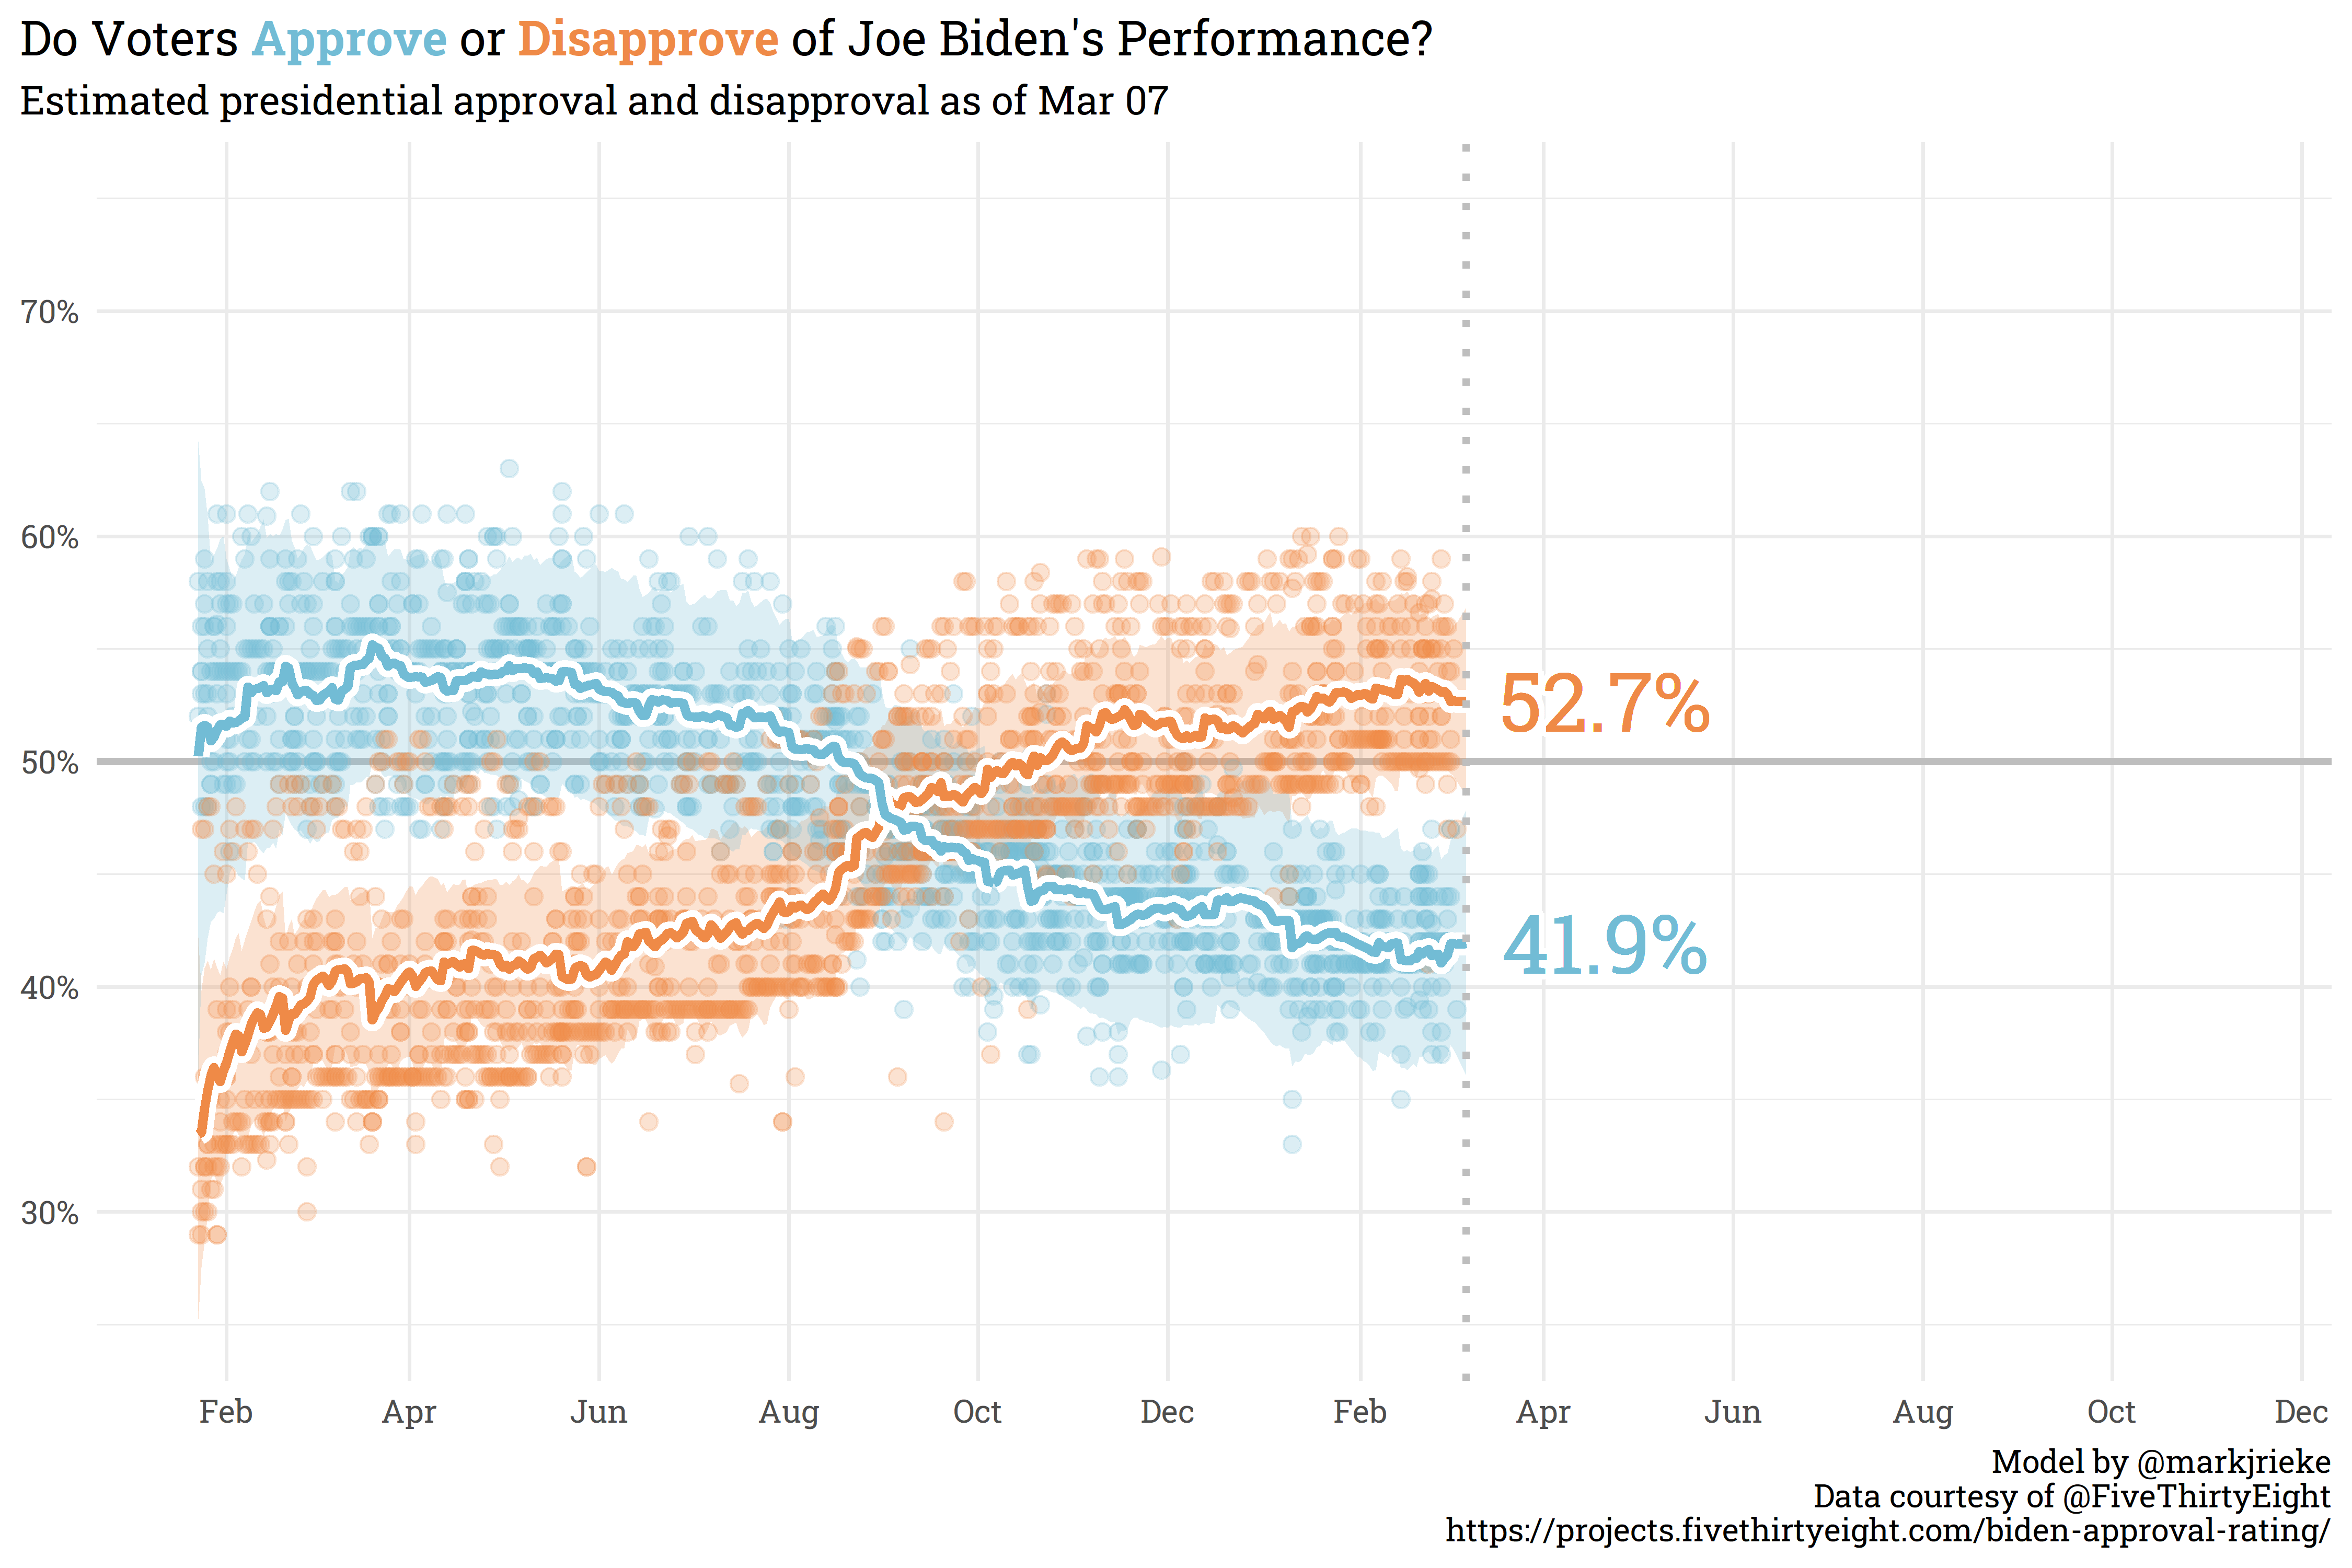 Do Voters Approve or Disapprove of Joe Biden's Performance?
Estimated presidential approval and disapproval as of Mar 07
70%
60%
52.7%
50%
41.9%
40%
30%
Feb Apr Jun Aug Oct Dec Feb Apr Jun Aug Oct Dec
Model by @markjrieke
Data courtesy of @FiveThirtyEight
https://projects.fivethirtyeight.com/biden-approval-rating/